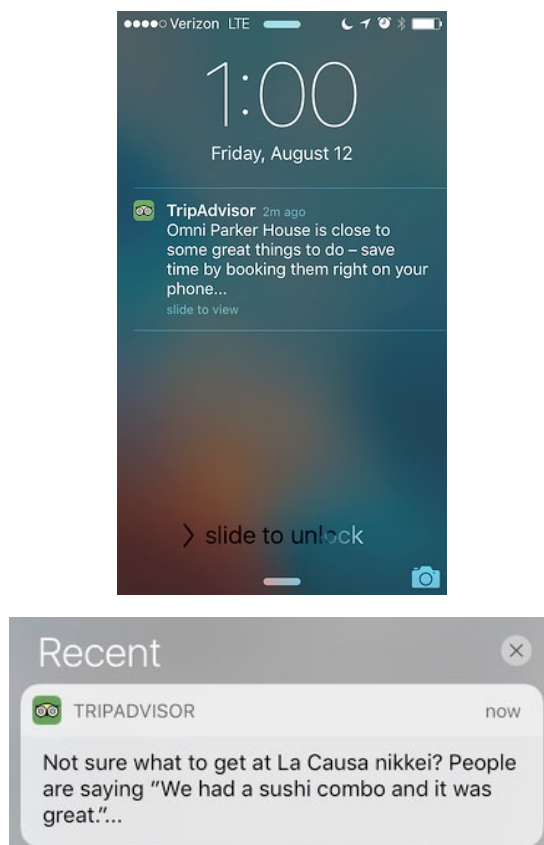 Verizon LTE
1:00
Friday, August 12
TripAdvisor 2m ago
Omni Parker House is close to
some great things to do – save
time by booking them right on your
phone...
slide to view
> slide to unlock
Recent
TRIPADVISOR now
Not sure what to get at La Causa nikkei? People
are saying "We had a sushi combo and it was
great."...